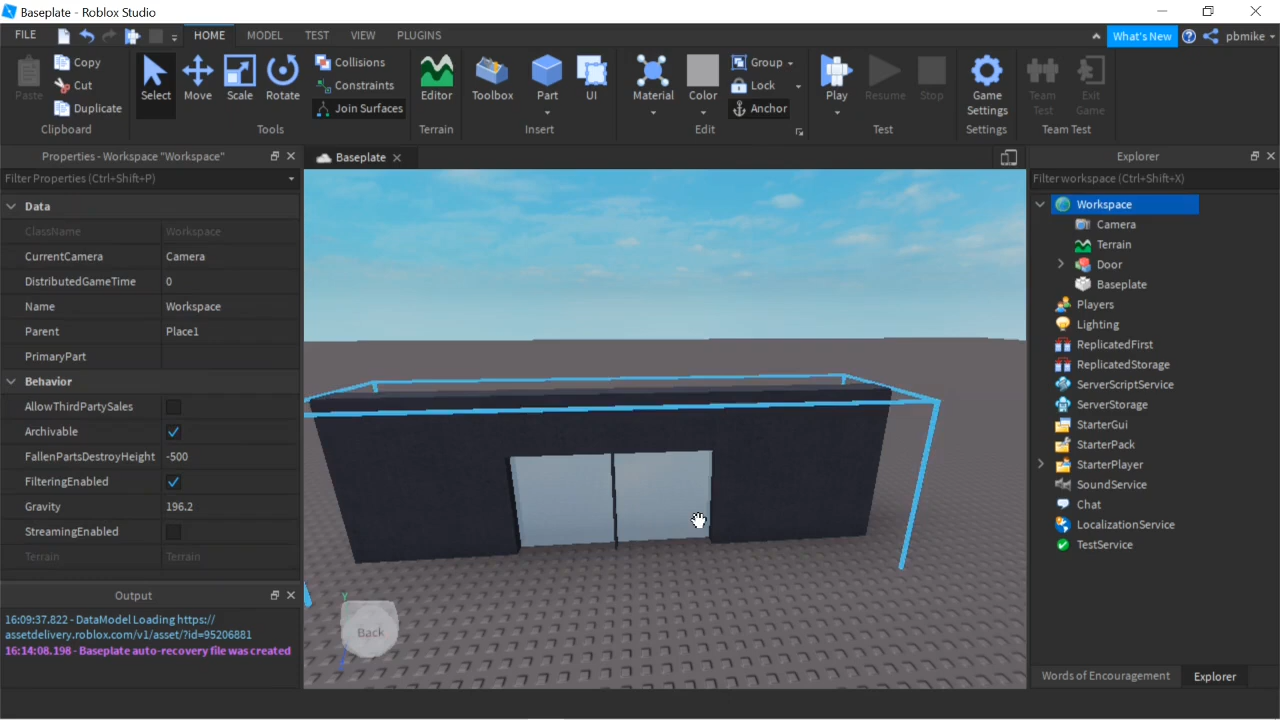 Baseplate - Roblox Studio
FILE
HOME
MODEL
TEST
VIEW
PLUGINS
What's New
pbmike
Paste
Copy
Cut
Duplicate
Clipboard
Select
Move
Scale
Rotate
Collisions
Constraints
Join Surfaces
Tools
Editor
Terrain
Toolbox
Part
UI
Insert
Material
Color
Group
Lock
Anchor
Edit
Play
Resume
Stop
Test
Game
Settings
Settings
Team
Test
Exit
Game
Team Test
Properties - Workspace "Workspace"
Filter Properties (Ctrl+Shift+P)
Data
ClassName Workspace
CurrentCamera Camera
DistributedGameTime 0
Name Workspace
Parent Place1
PrimaryPart
Behavior
AllowThirdPartySales
Archivable
FallenPartsDestroyHeight -500
FilteringEnabled
Gravity 196.2
StreamingEnabled
Terrain Terrain
Output
16:09:37.822 - DataModel Loading https://
assetdelivery.roblox.com/v1/asset/?id=95206881
16:14:08.198 - Baseplate auto-recovery file was created
Baseplate
Y
Back
Explorer
Filter workspace (Ctrl+Shift+X)
Workspace
Camera
Terrain
Door
Baseplate
Players
Lighting
ReplicatedFirst
ReplicatedStorage
ServerScriptService
ServerStorage
StarterGui
StarterPack
StarterPlayer
SoundService
Chat
LocalizationService
TestService
Words of Encouragement
Explorer